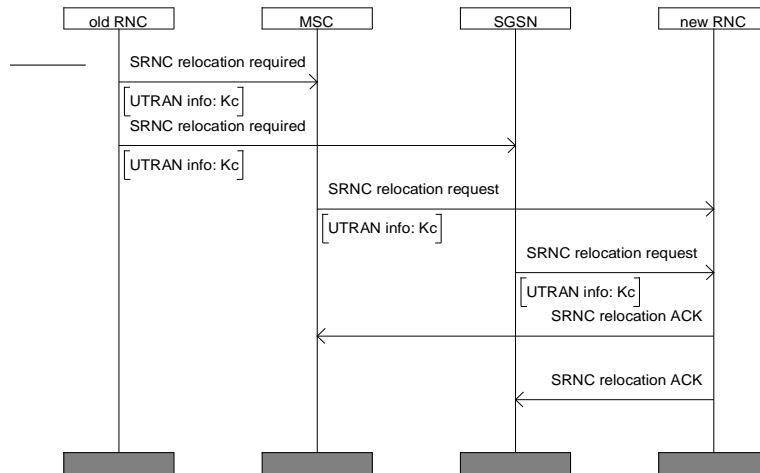 old RNC MSC SGSN new RNC
SRNC relocation required
UTRAN info: Kc
SRNC relocation required
UTRAN info: Kc
SRNC relocation request
UTRAN info: Kc
SRNC relocation request
UTRAN info: Kc
SRNC relocation ACK
SRNC relocation ACK